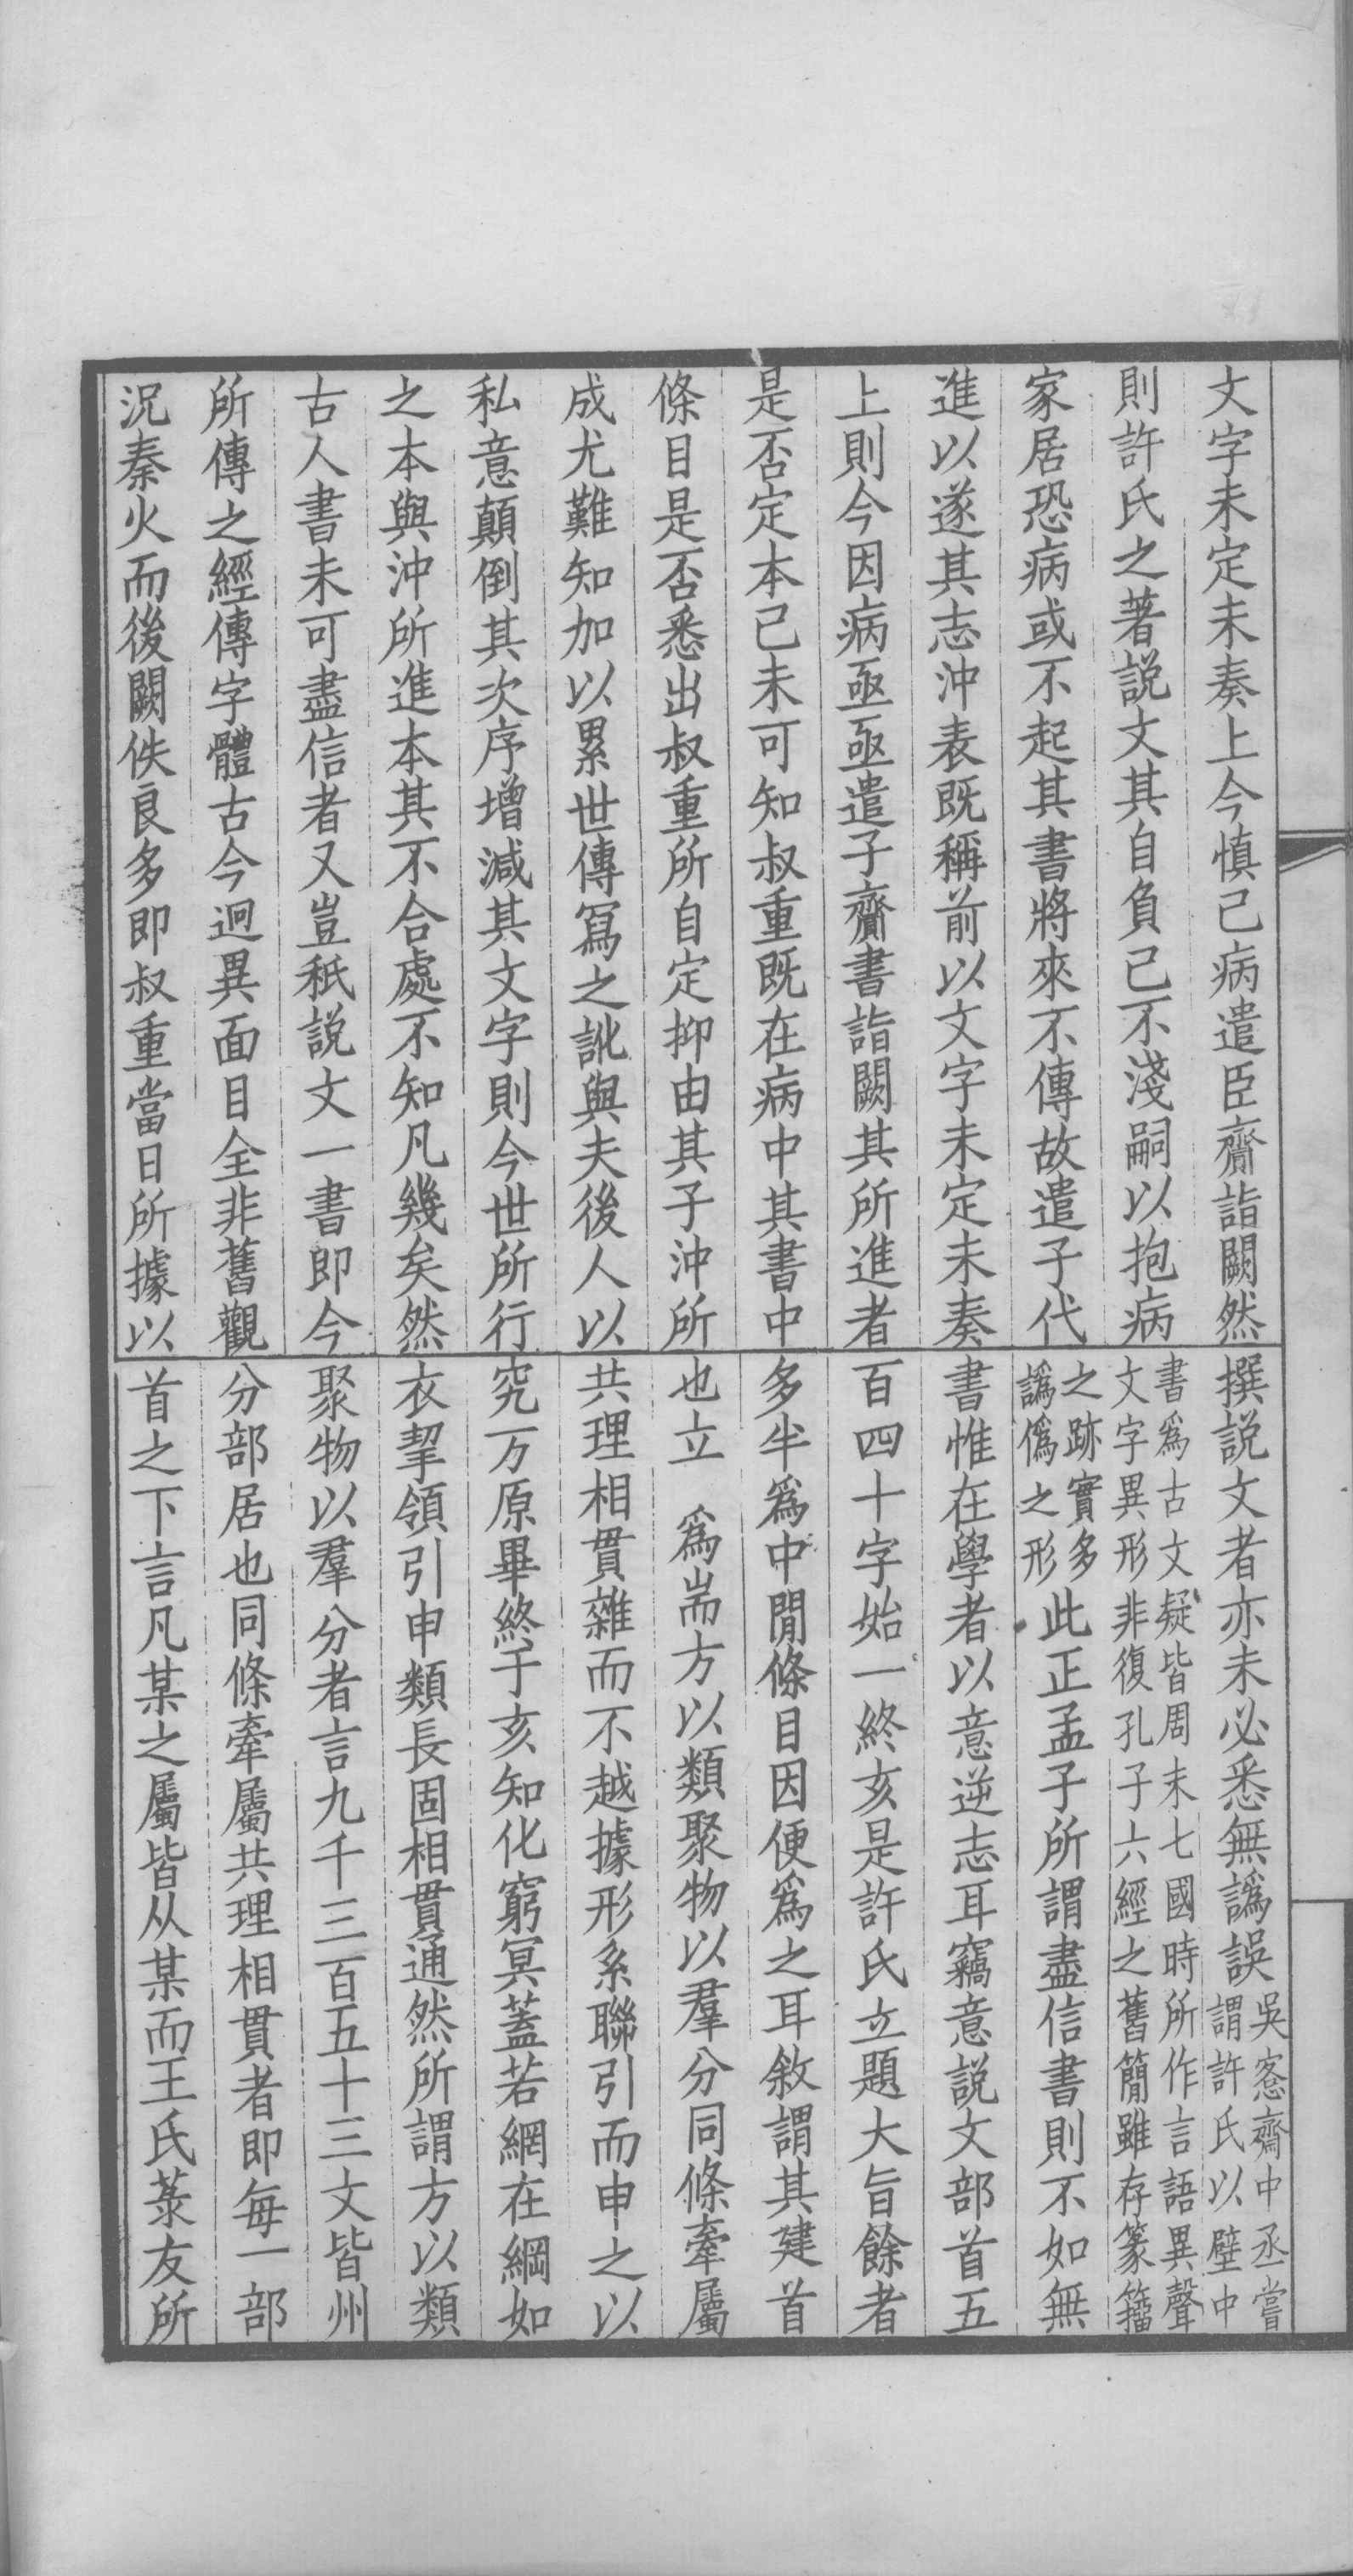 文字未定未奏上今慎已病遣臣齎詣闕然
則許氏之著説文其自負已不淺嗣以抱病
家居恐病或不起其書將來不傳故遣子代
進以遂其志沖表既稱前以文字未定未奏
上則今因病亟亟遣子齎書詣闕其所進者
是否定本已未可知叔重既在病中其書中
條目是否悉出叔重所自定抑由其子沖所
成尤難知加以累世傳寫之訛與夫後人以
私意顛倒其次序增減其文字則今世所行
之本與沖所進本其不合處不知凡幾矣然
古人書未可盡信者又豈秖説文一書即今
所傳之經傳字體古今迥異面目全非舊觀
況秦火而後闕佚良多即叔重當日所據以
撰説文者亦未必悉無譌誤吳愙齋中丞嘗
謂許氏以壁中
書爲古文疑皆周末七國時所作言語異聲
文字異形非復孔子六經之舊簡雖存篆籀
之跡實多
譌僞之形此正孟子所謂盡信書則不如無
書惟在學者以意逆志耳竊意説文部首五
百四十字始一終亥是許氏立題大旨餘者
多半爲中閒條目因便爲之耳敘謂其建首
也立 爲耑方以類聚物以羣分同條牽屬
共理相貫雜而不越據形系聯引而申之以
究万原畢終于亥知化窮冥蓋若網在綱如
衣挈領引申類長固相貫通然所謂方以類
聚物以羣分者言九千三百五十三文皆州
分部居也同條牽屬共理相貫者即每一部
首之下言凡某之屬皆从某而王氏菉友所